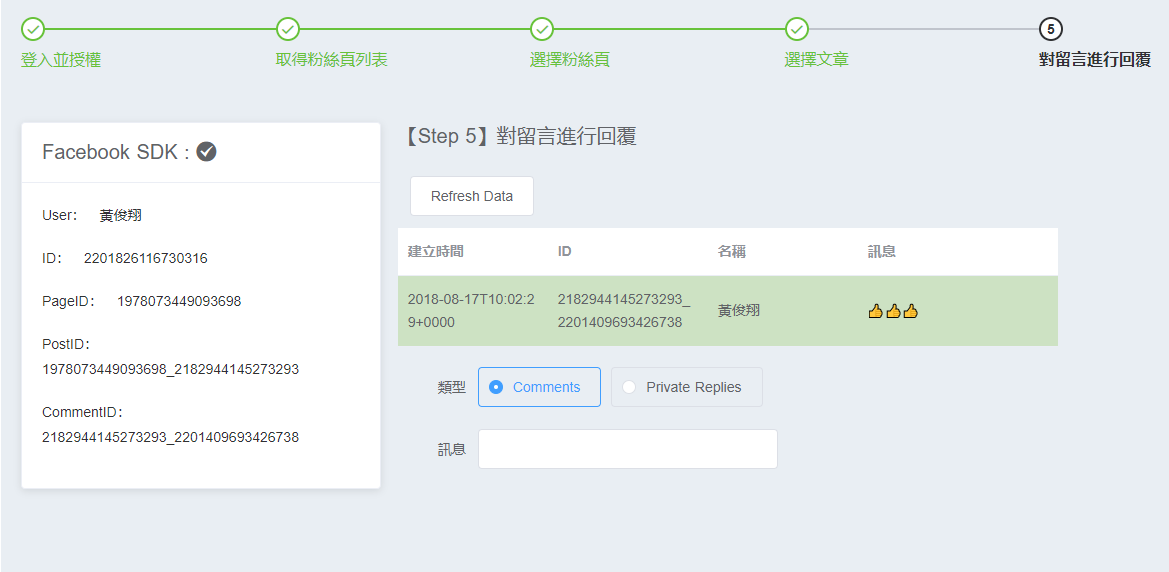 登入並授權
取得粉絲頁列表
選擇粉絲頁
選擇文章
5
對留言進行回覆
Facebook SDK :
User: 黃俊翔
ID: 2201826116730316
PageID: 1978073449093698
PostID:
1978073449093698_2182944145273293
CommentID:
2182944145273293_2201409693426738
【Step 5】對留言進行回覆
Refresh Data
建立時間 ID 名稱 訊息
2018-08-17T10:02:2
9+0000
2182944145273293_
2201409693426738
黃俊翔
👍👍👍
類型 Comments Private Replies
訊息